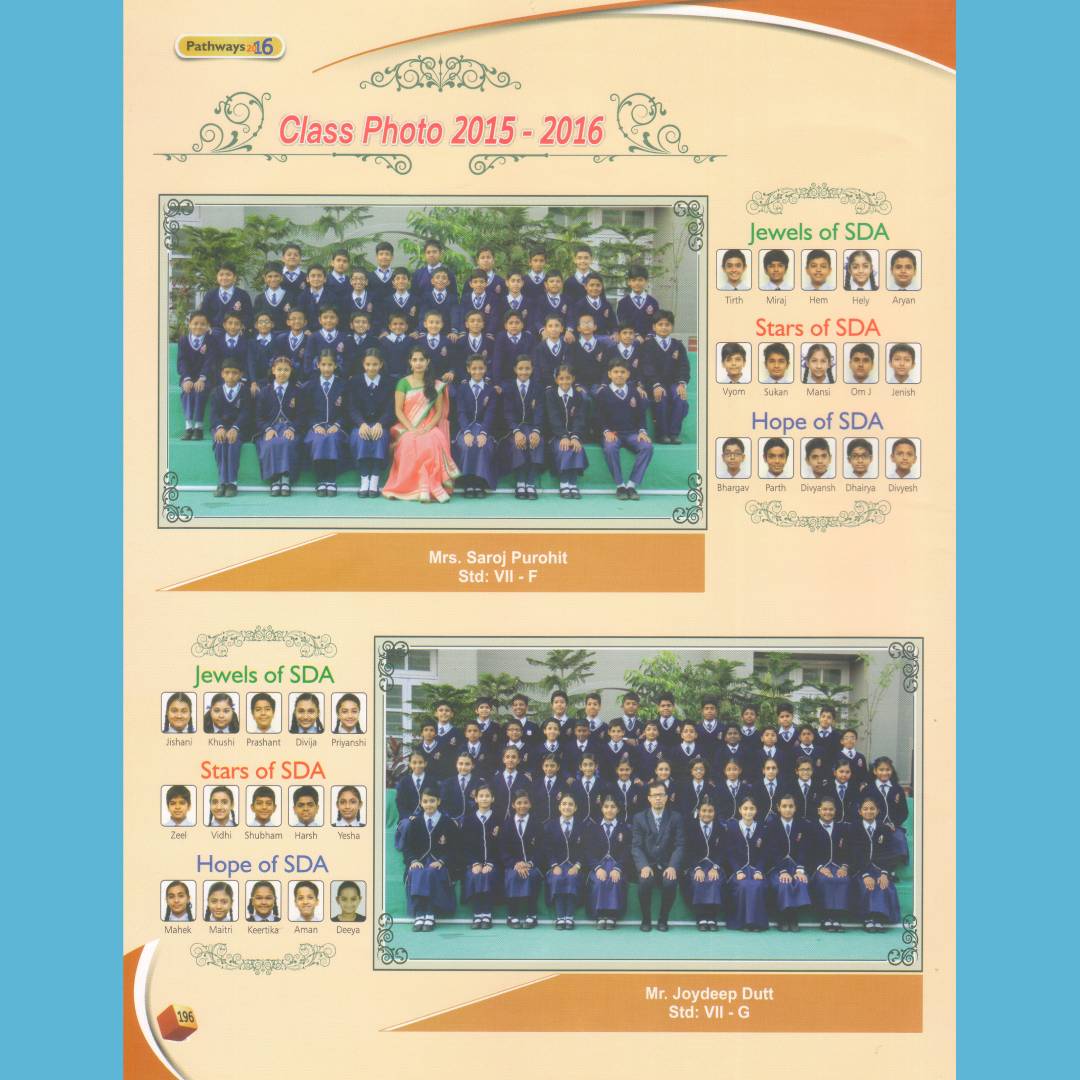 Pathways 2016
Class Photo 2015 - 2016
Jewels of SDA
Tirth Miraj Hem Hely Aryan
Stars of SDA
Vyom Sukan Mansi Om J Jenish
Hope of SDA
Bhargav Parth Divyansh Dhairya Divyesh
Mrs. Saroj Purohit
Std: VII - F
Jewels of SDA
Jishani Khushi Prashant Divija Priyanshi
Stars of SDA
Zeel Vidhi Shubham Harsh Yesha
Hope of SDA
Mahek Maitri Keertika Aman Deeya
Mr. Joydeep Dutt
Std: VII - G
196